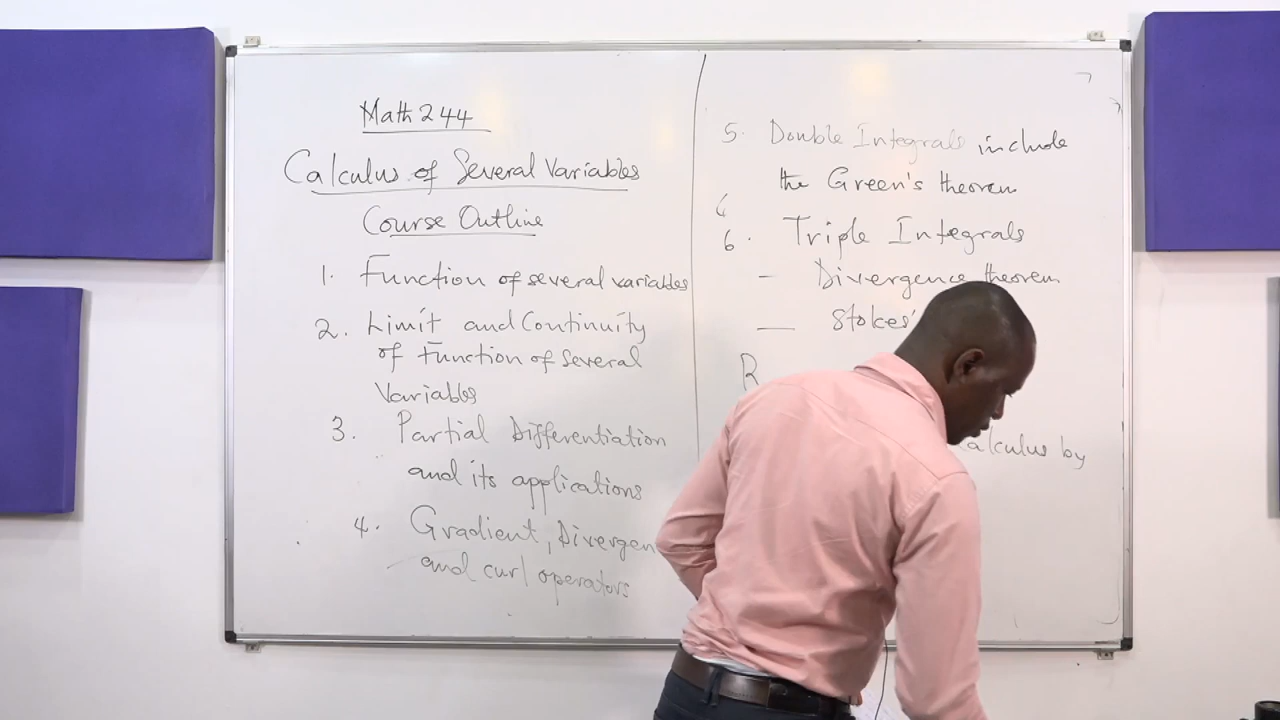 Math 244
Calculus of Several Variables
Course Outline
1. Function of several variables
2. Limit and Continuity
of Function of Several
Variables
3. Partial Differentiation
and its applications
4. Gradient, Divergen
and curl operators
5. Double Integrals include
the Green's theorem
6. Triple Integrals
- Divergence theorem
- Stokes'
R
Calculus by